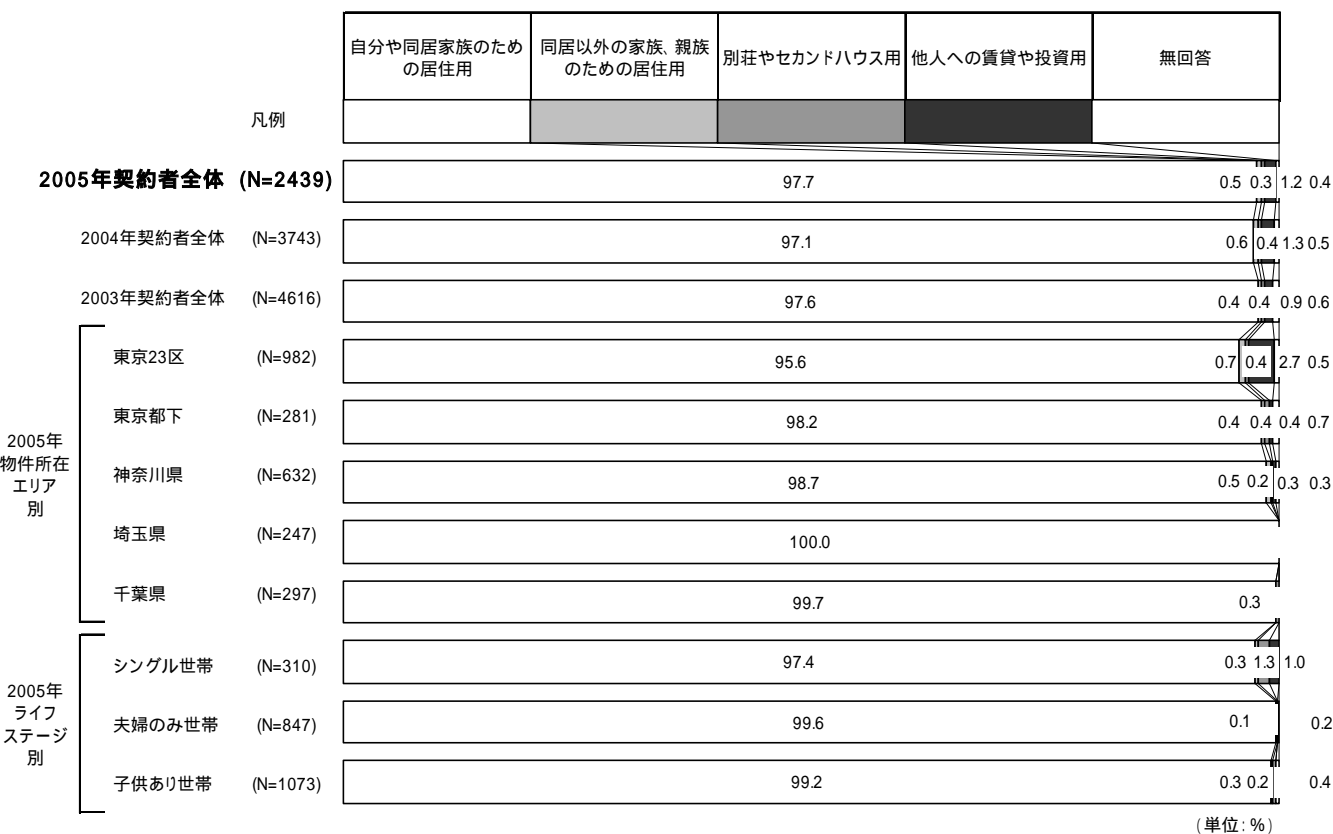 自分や同居家族のため
の居住用
同居以外の家族、親族
のための居住用
別荘やセカンドハウス用
他人への賃貸や投資用
無回答
凡例
2005年契約者全体 (N=2439) 97.7 0.5 0.3 1.2 0.4
2004年契約者全体 (N=3743) 97.1 0.6 0.4 1.3 0.5
2003年契約者全体 (N=4616) 97.6 0.4 0.4 0.9 0.6
2005年
物件所在
エリア
別
東京23区 (N=982) 95.6 0.7 0.4 2.7 0.5
東京都下 (N=281) 98.2 0.4 0.4 0.4 0.7
神奈川県 (N=632) 98.7 0.5 0.2 0.3 0.3
埼玉県 (N=247) 100.0
千葉県 (N=297) 99.7 0.3
2005年
ライフ
ステージ
別
シングル世帯 (N=310) 97.4 0.3 1.3 1.0
夫婦のみ世帯 (N=847) 99.6 0.1 0.2
子供あり世帯 (N=1073) 99.2 0.3 0.2 0.4
(単位:%)